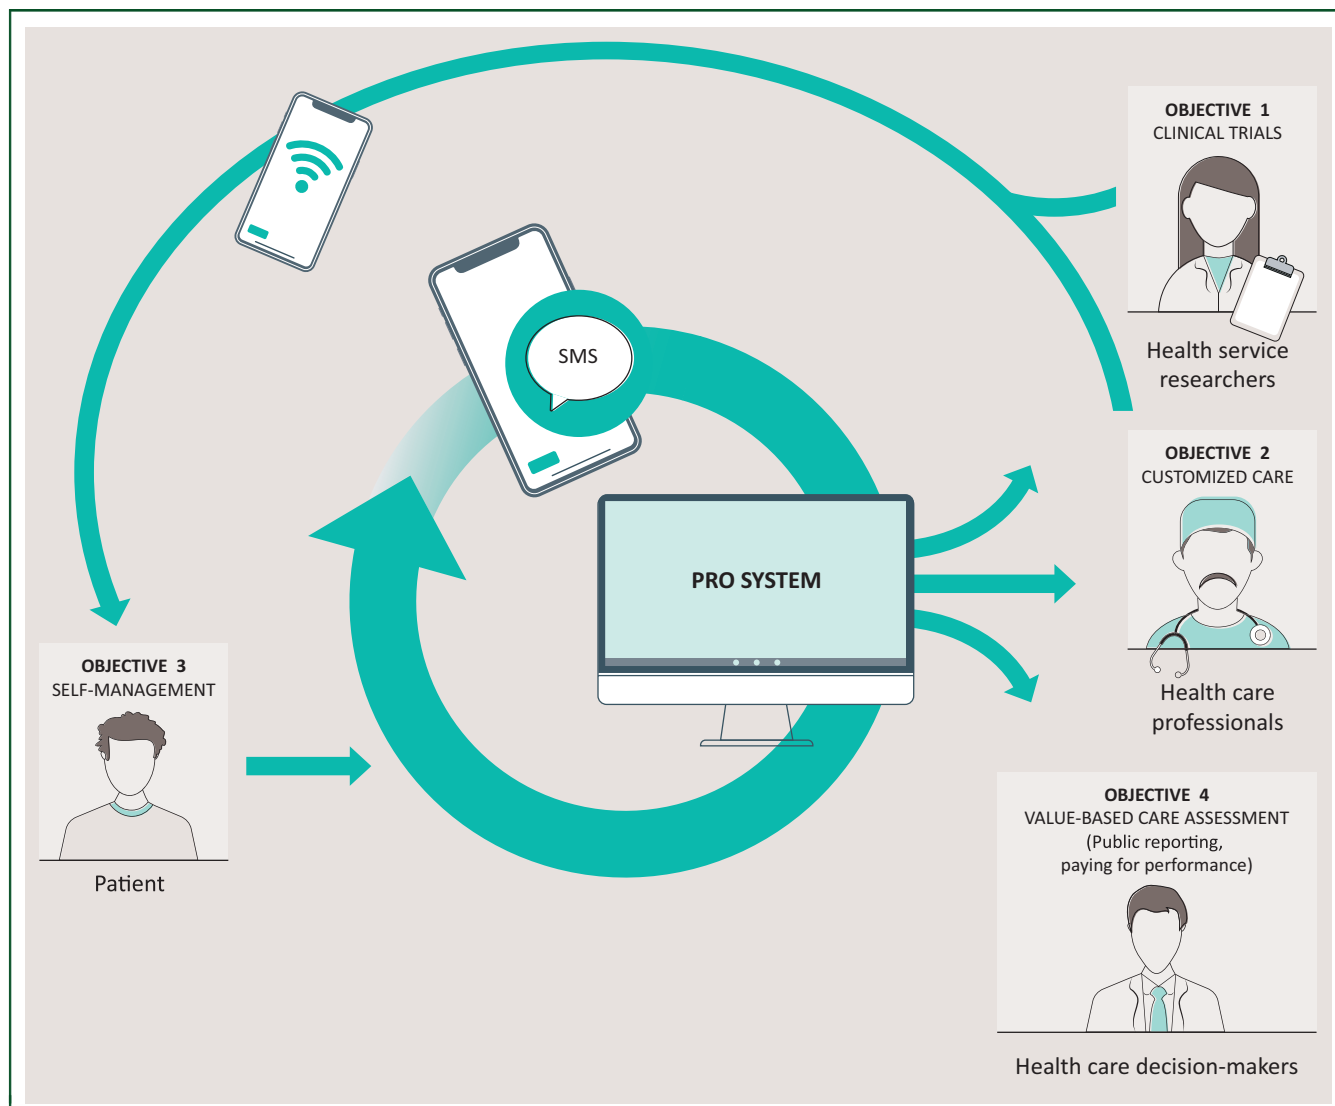 OBJECTIVE 1
CLINICAL TRIALS
Health service
researchers
SMS
OBJECTIVE 2
CUSTOMIZED CARE
Health care
professionals
PRO SYSTEM
OBJECTIVE 3
SELF-MANAGEMENT
Patient
OBJECTIVE 4
VALUE-BASED CARE ASSESSMENT
(Public reporting,
paying for performance)
Health care decision-makers